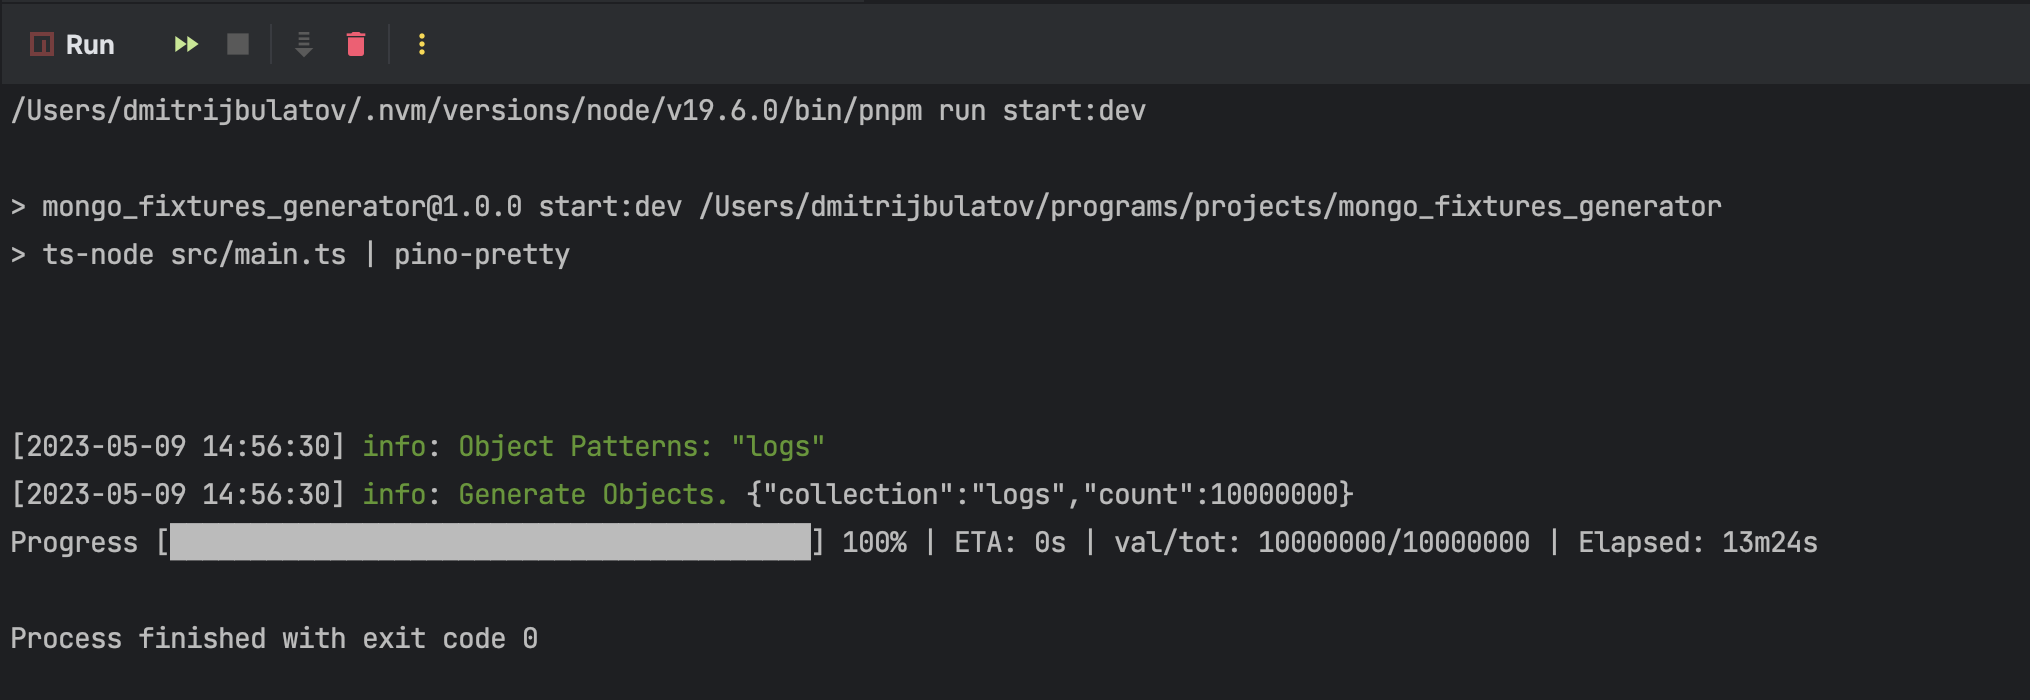 Run
/Users/dmitrijbulatov/.nvm/versions/node/v19.6.0/bin/pnpm run start:dev
> mongo_fixtures_generator@1.0.0 start:dev /Users/dmitrijbulatov/programs/projects/mongo_fixtures_generator
> ts-node src/main.ts | pino-pretty
[2023-05-09 14:56:30] info: Object Patterns: "logs"
[2023-05-09 14:56:30] info: Generate Objects. {"collection":"logs","count":10000000}
Progress [████████████████████████████████████████] 100% | ETA: 0s | val/tot: 10000000/10000000 | Elapsed: 13m24s
Process finished with exit code 0